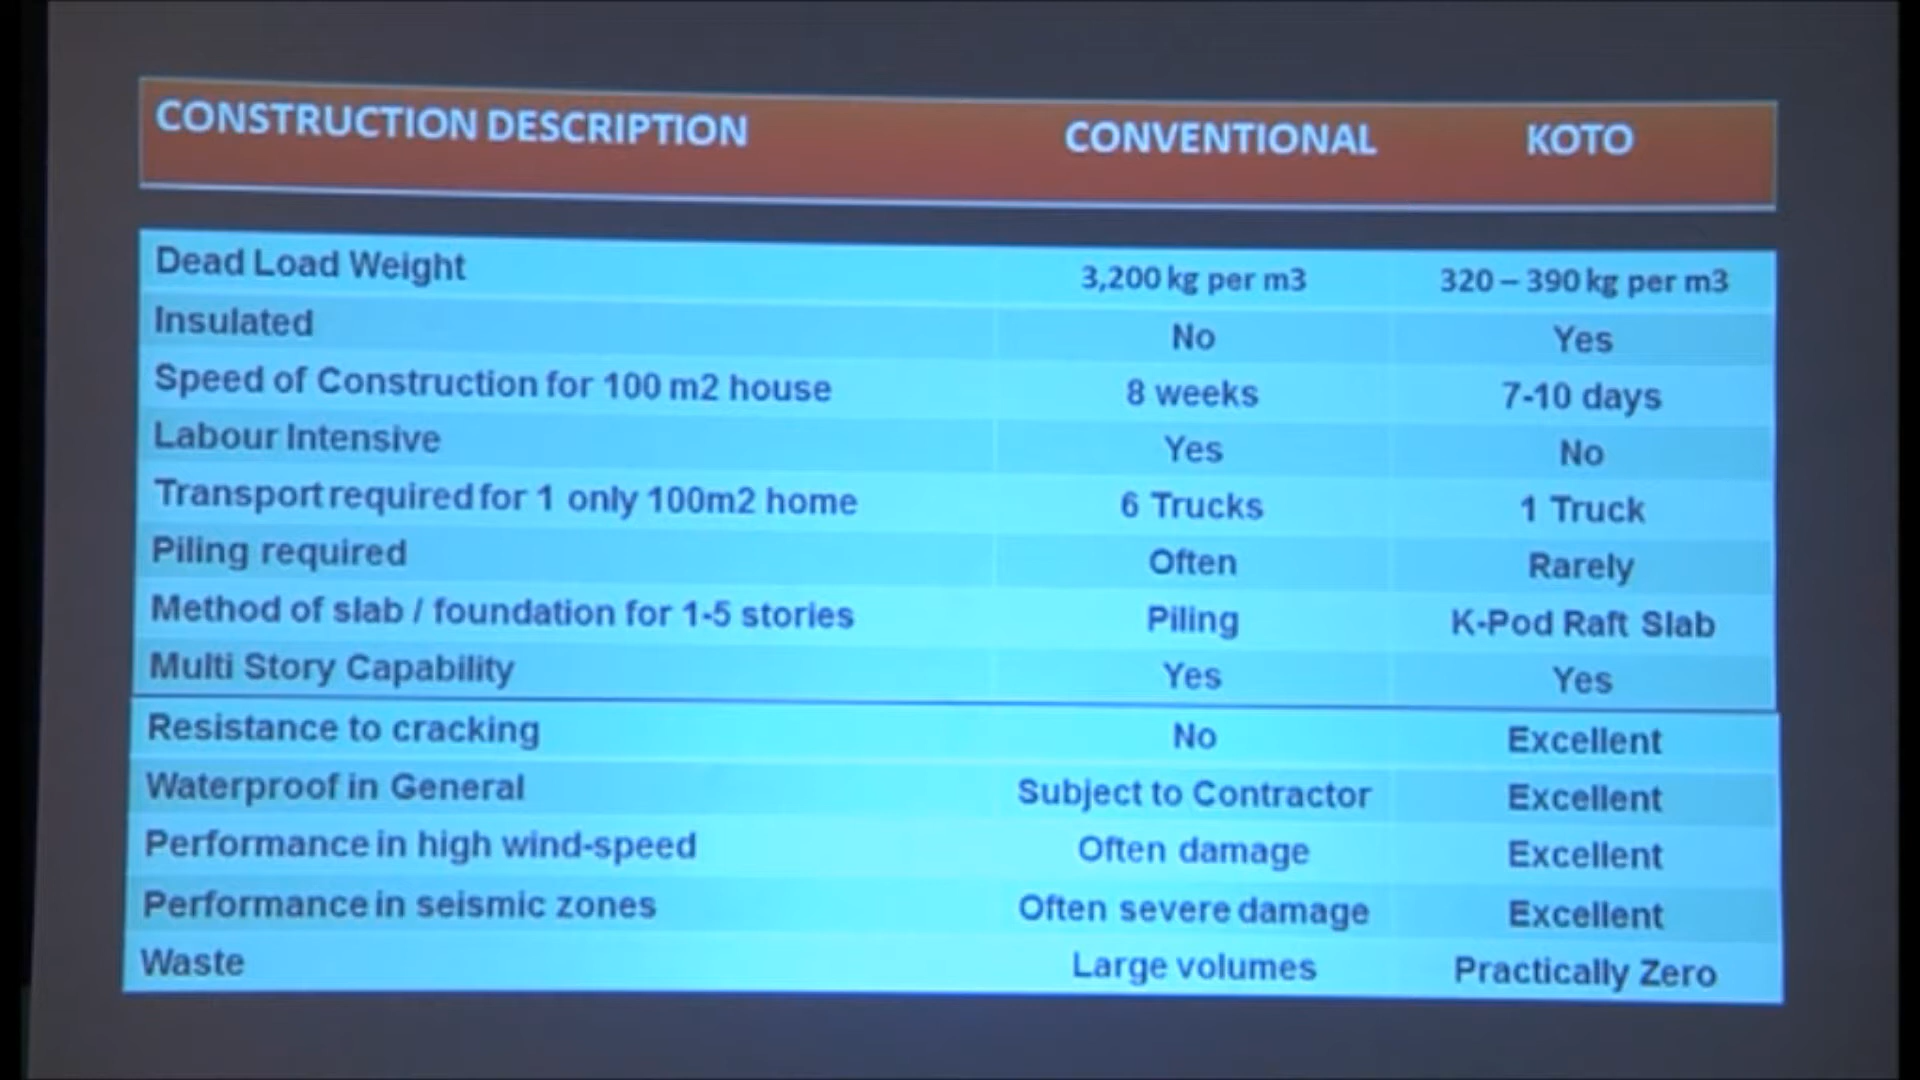 CONSTRUCTION DESCRIPTION CONVENTIONAL KOTO
Dead Load Weight 3,200 kg per m3 320 – 390 kg per m3
Insulated No Yes
Speed of Construction for 100 m2 house 8 weeks 7-10 days
Labour Intensive Yes No
Transport required for 1 only 100m2 home 6 Trucks 1 Truck
Piling required Often Rarely
Method of slab / foundation for 1-5 stories Piling K-Pod Raft Slab
Multi Story Capability Yes Yes
Resistance to cracking No Excellent
Waterproof in General Subject to Contractor Excellent
Performance in high wind-speed Often damage Excellent
Performance in seismic zones Often severe damage Excellent
Waste Large volumes Practically Zero